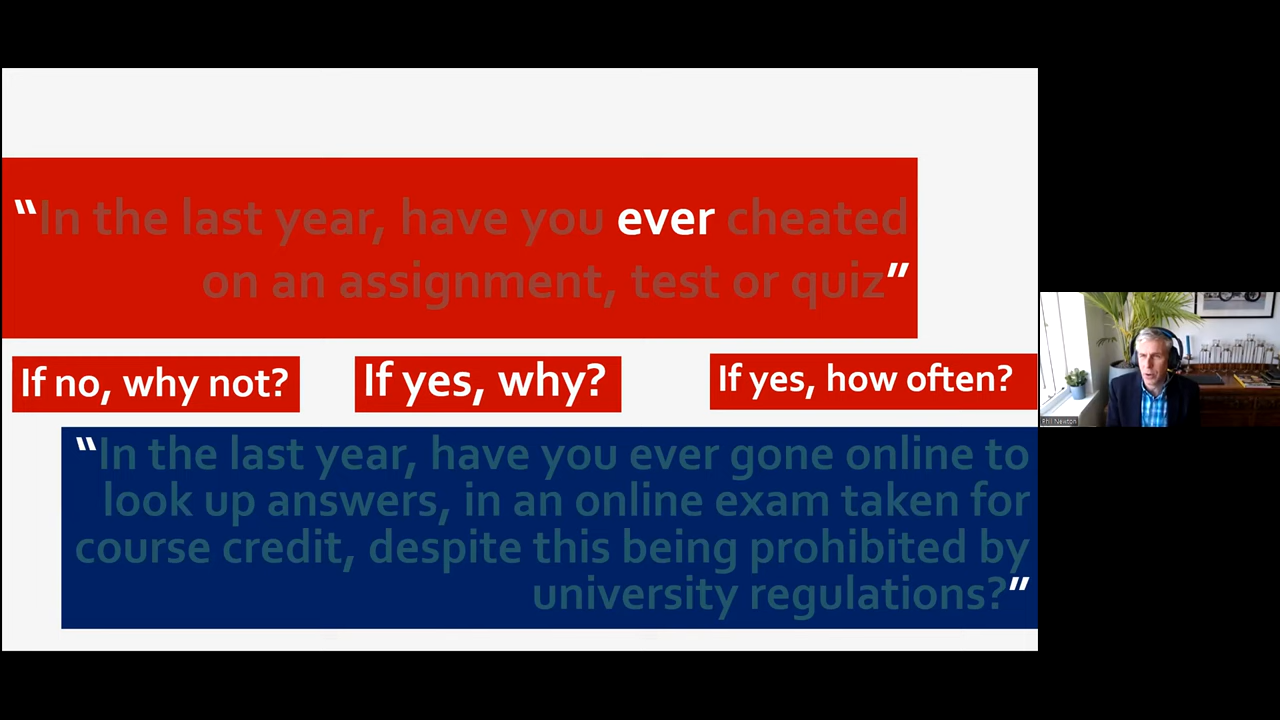 “In the last year, have you ever cheated
on an assignment, test or quiz”
If no, why not?
If yes, why?
If yes, how often?
“In the last year, have you ever gone online to
look up answers, in an online exam taken for
course credit, despite this being prohibited by
university regulations?”
Phil Newton